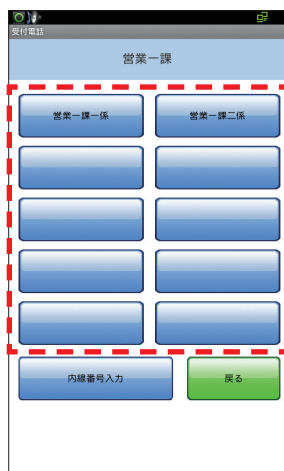 受付電話
営業一課
営業一課一係
営業一課二係
内線番号入力
戻る